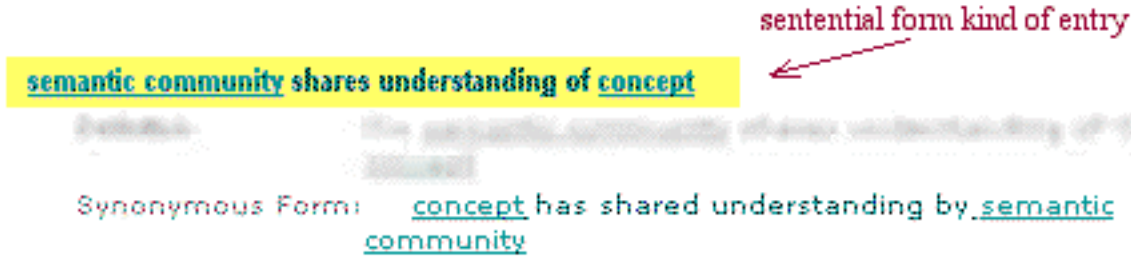 sentential form kind of entry
semantic community shares understanding of concept
Synonymous Form: concept has shared understanding by semantic
community